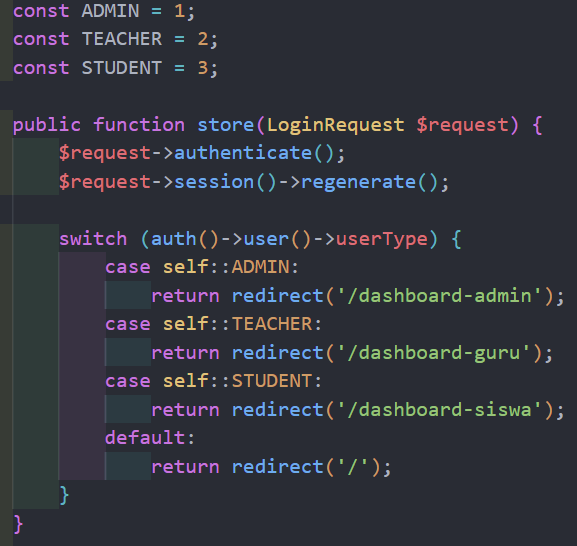 const ADMIN = 1;
const TEACHER = 2;
const STUDENT = 3;

public function store(LoginRequest $request) {
    $request->authenticate();
    $request->session()->regenerate();

    switch (auth()->user()->userType) {
        case self::ADMIN:
            return redirect('/dashboard-admin');
        case self::TEACHER:
            return redirect('/dashboard-guru');
        case self::STUDENT:
            return redirect('/dashboard-siswa');
        default:
            return redirect('/');
    }
}